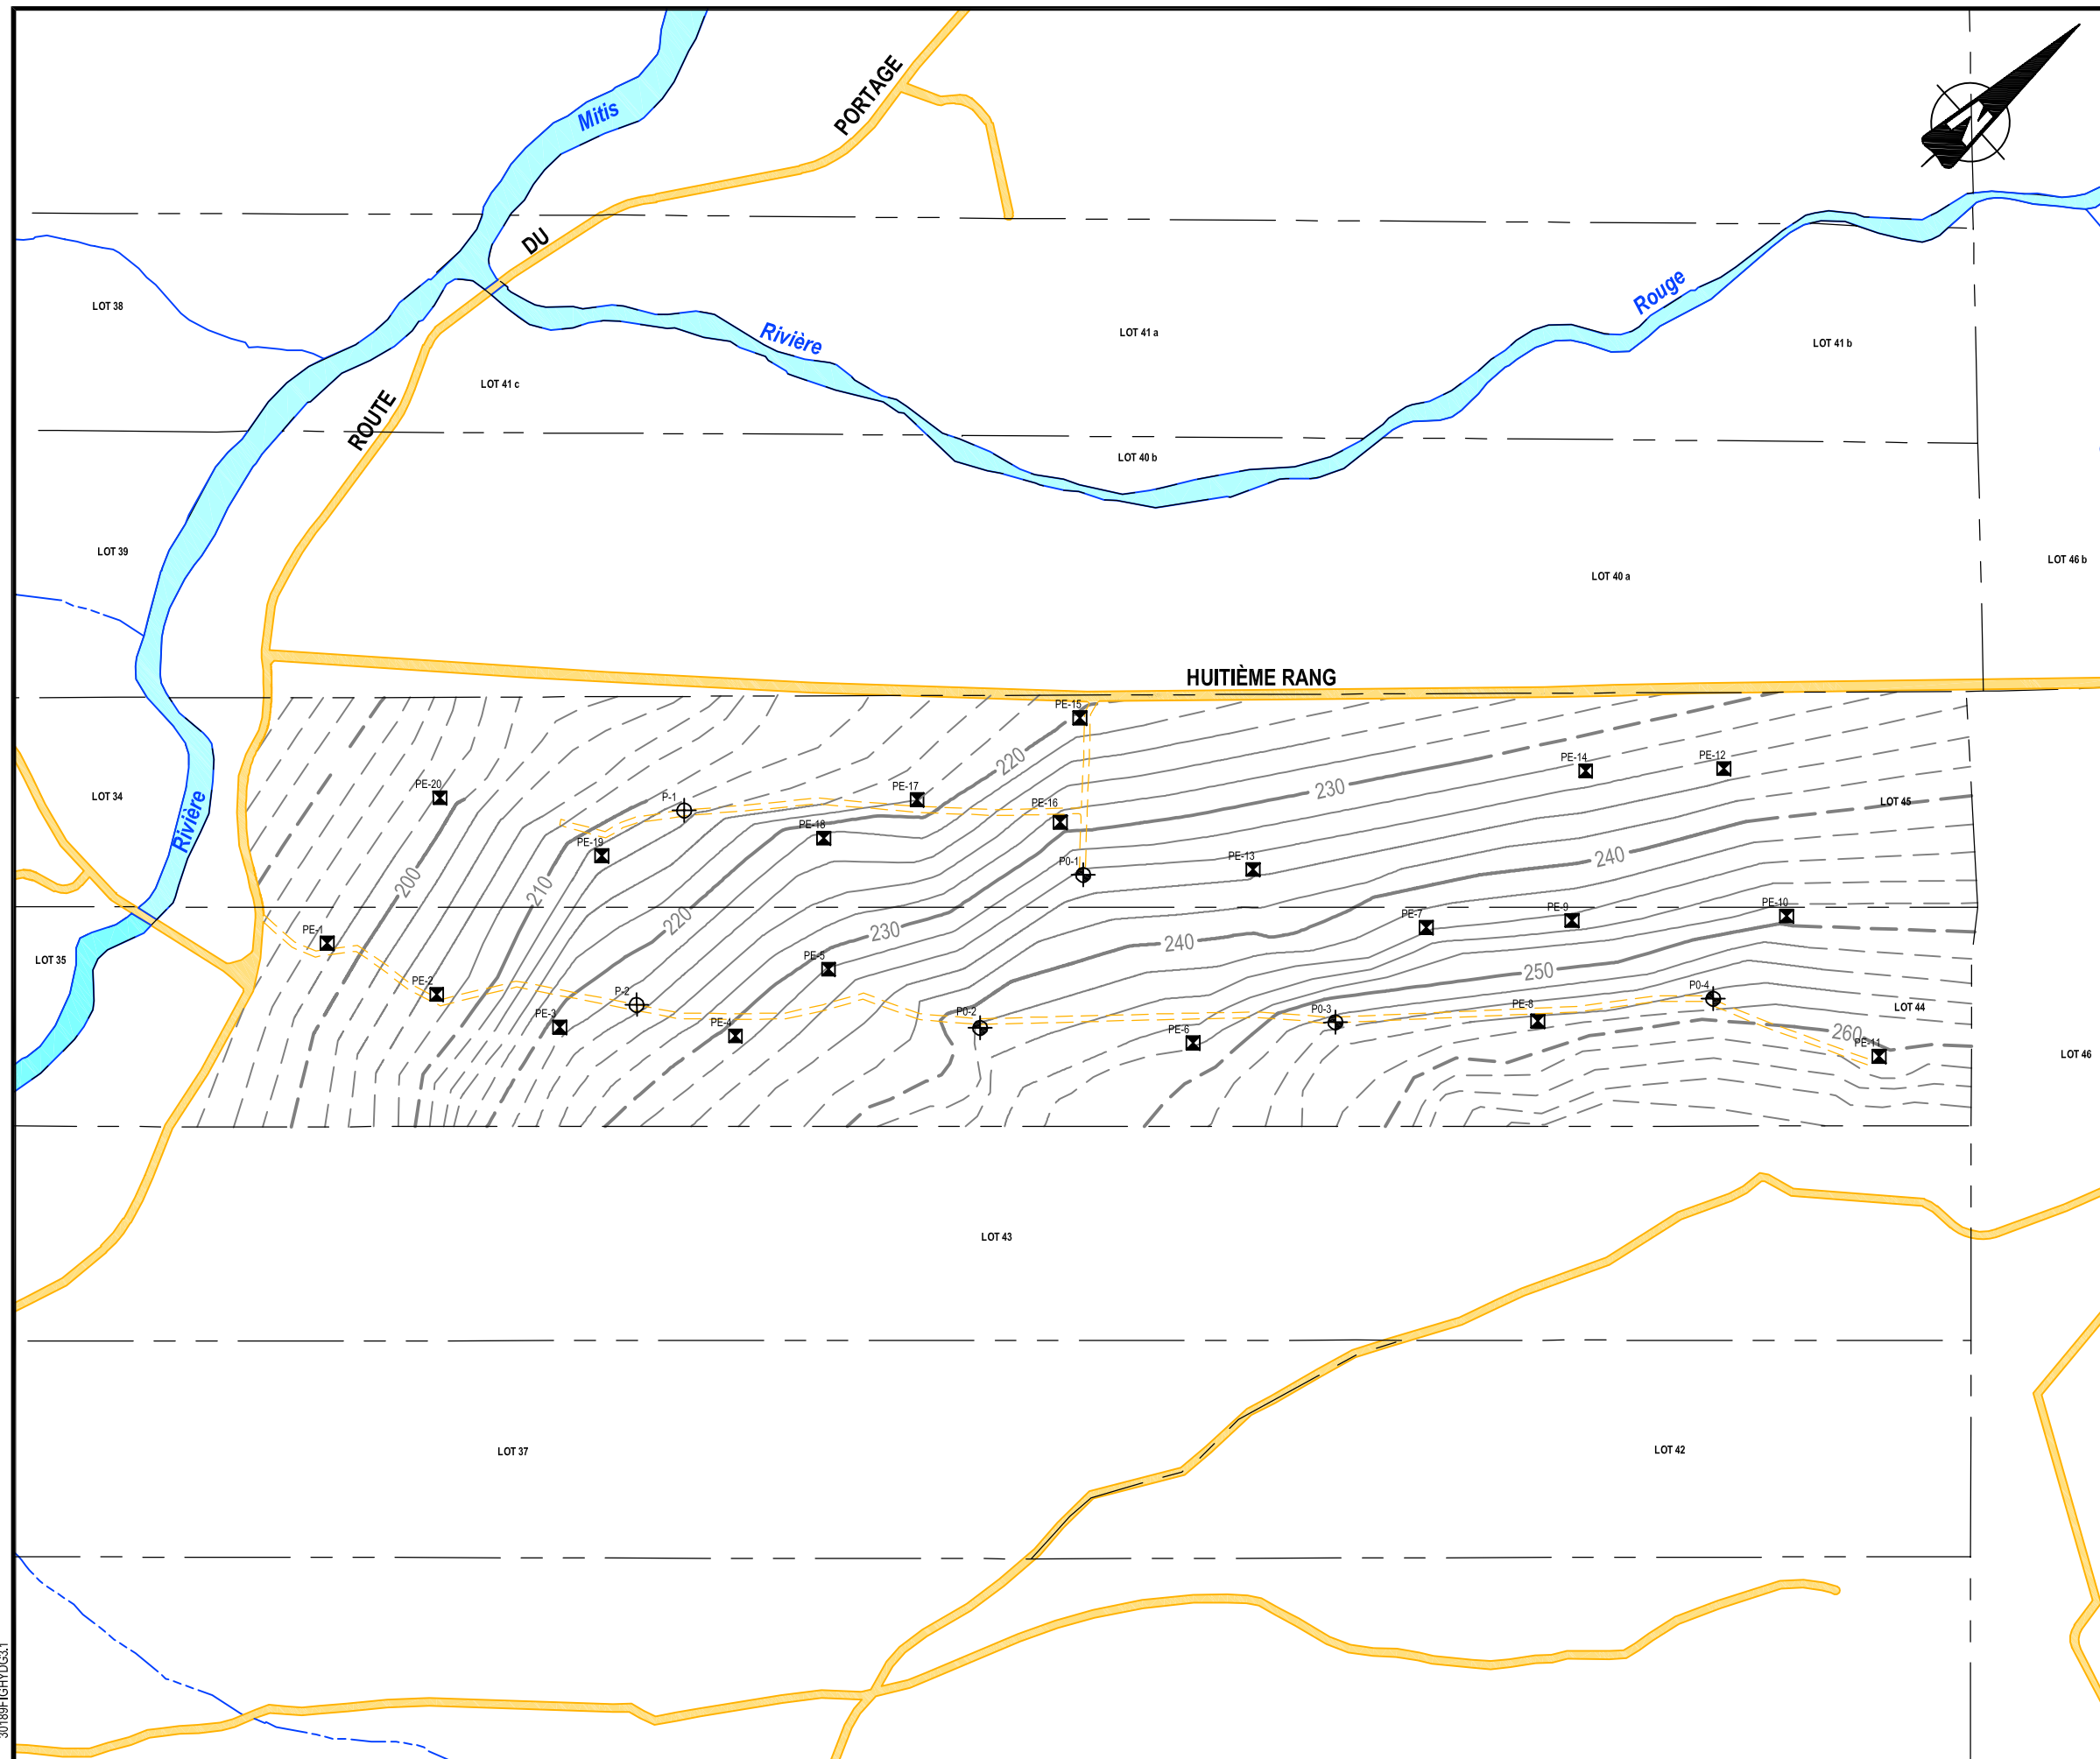 Mitis
PORTAGE
DU
Rouge
LOT 38
Rivière
LOT 41 a
LOT 41 b
LOT 41 c
ROUTE
LOT 40 b
LOT 39
LOT 46 b
LOT 40 a
HUITIÈME RANG
PE-15
220
PE-14
PE-12
PE-20
PE-17
230
LOT 34
P-1
PE-16
LOT 45
Rivière
PE-18
PE-19
P0-1
PE-13
240
200
210
220
PE-10
PE-7
PE-9
PE-1
230
240
LOT 35
PE-5
250
PE-2
P-2
P0-4
PE-8
LOT 44
PE-3
PE-4
P0-2
P0-3
PE-6
260
PE-11
LOT 46
LOT 43
LOT 37
LOT 42
30189FIGHYDG3.1